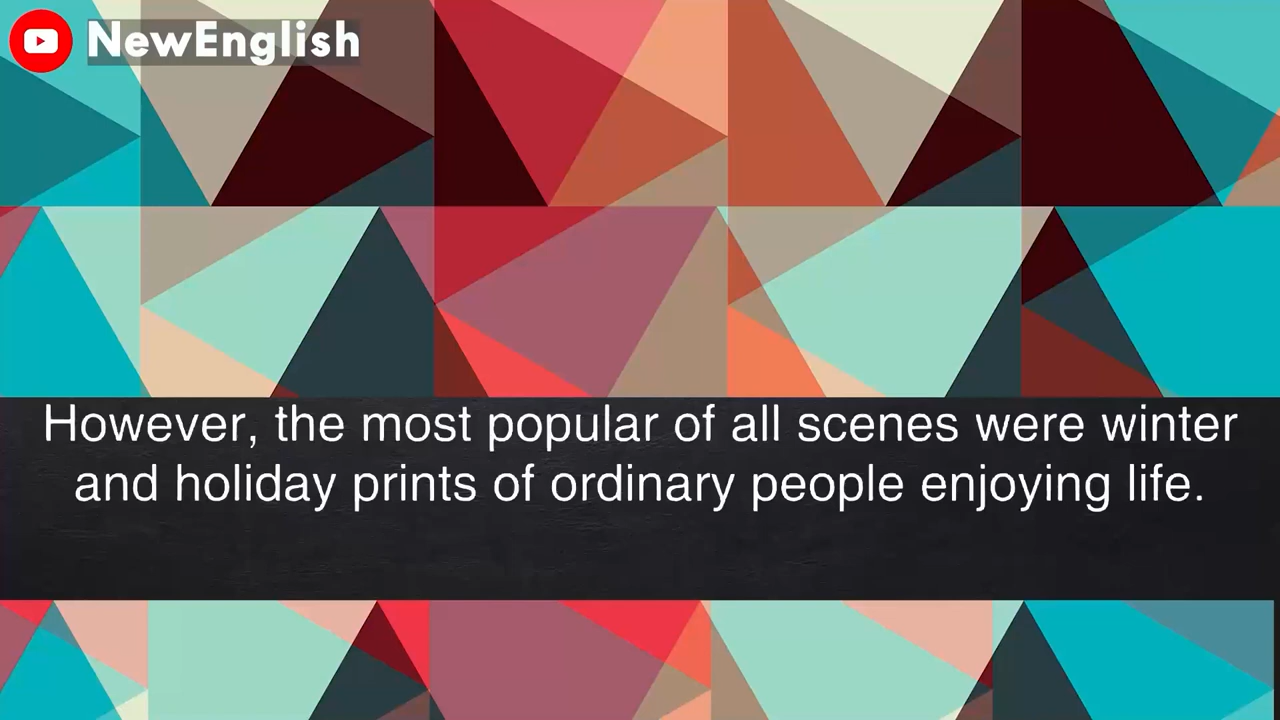 NewEnglish
However, the most popular of all scenes were winter
and holiday prints of ordinary people enjoying life.